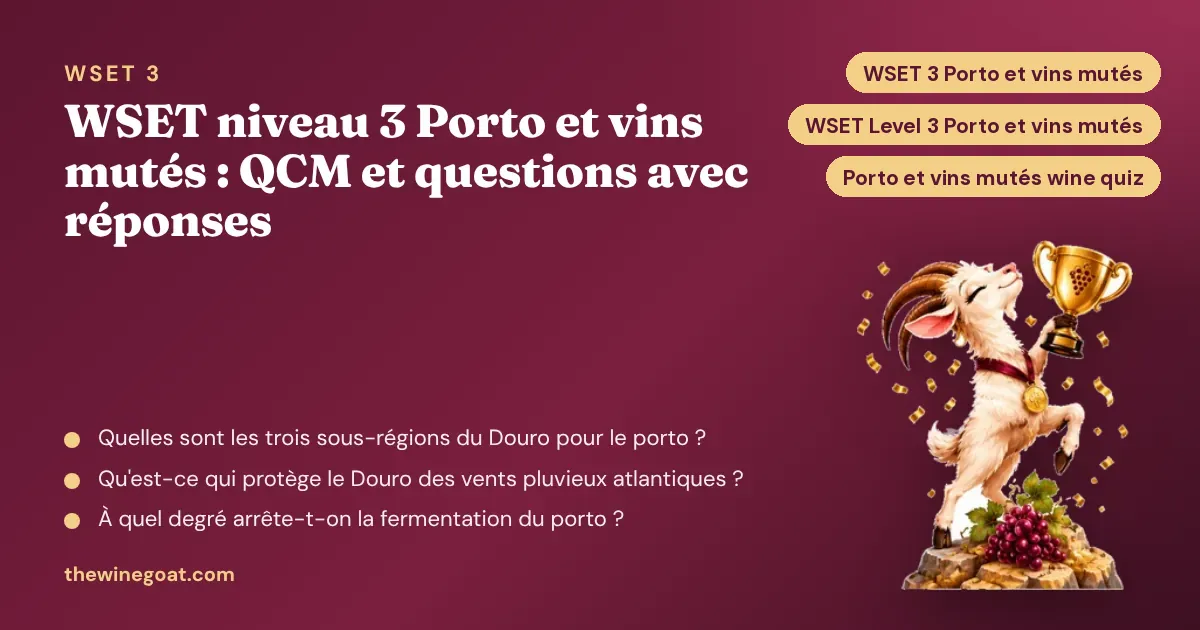 WSET 3
WSET niveau 3 Porto et vins
mutés : QCM et questions avec
réponses
WSET 3 Porto et vins mutés
WSET Level 3 Porto et vins mutés
Porto et vins mutés wine quiz
Quelles sont les trois sous-régions du Douro pour le porto ?
Qu'est-ce qui protège le Douro des vents pluvieux atlantiques ?
À quel degré arrête-t-on la fermentation du porto ?
thewinegoat.com